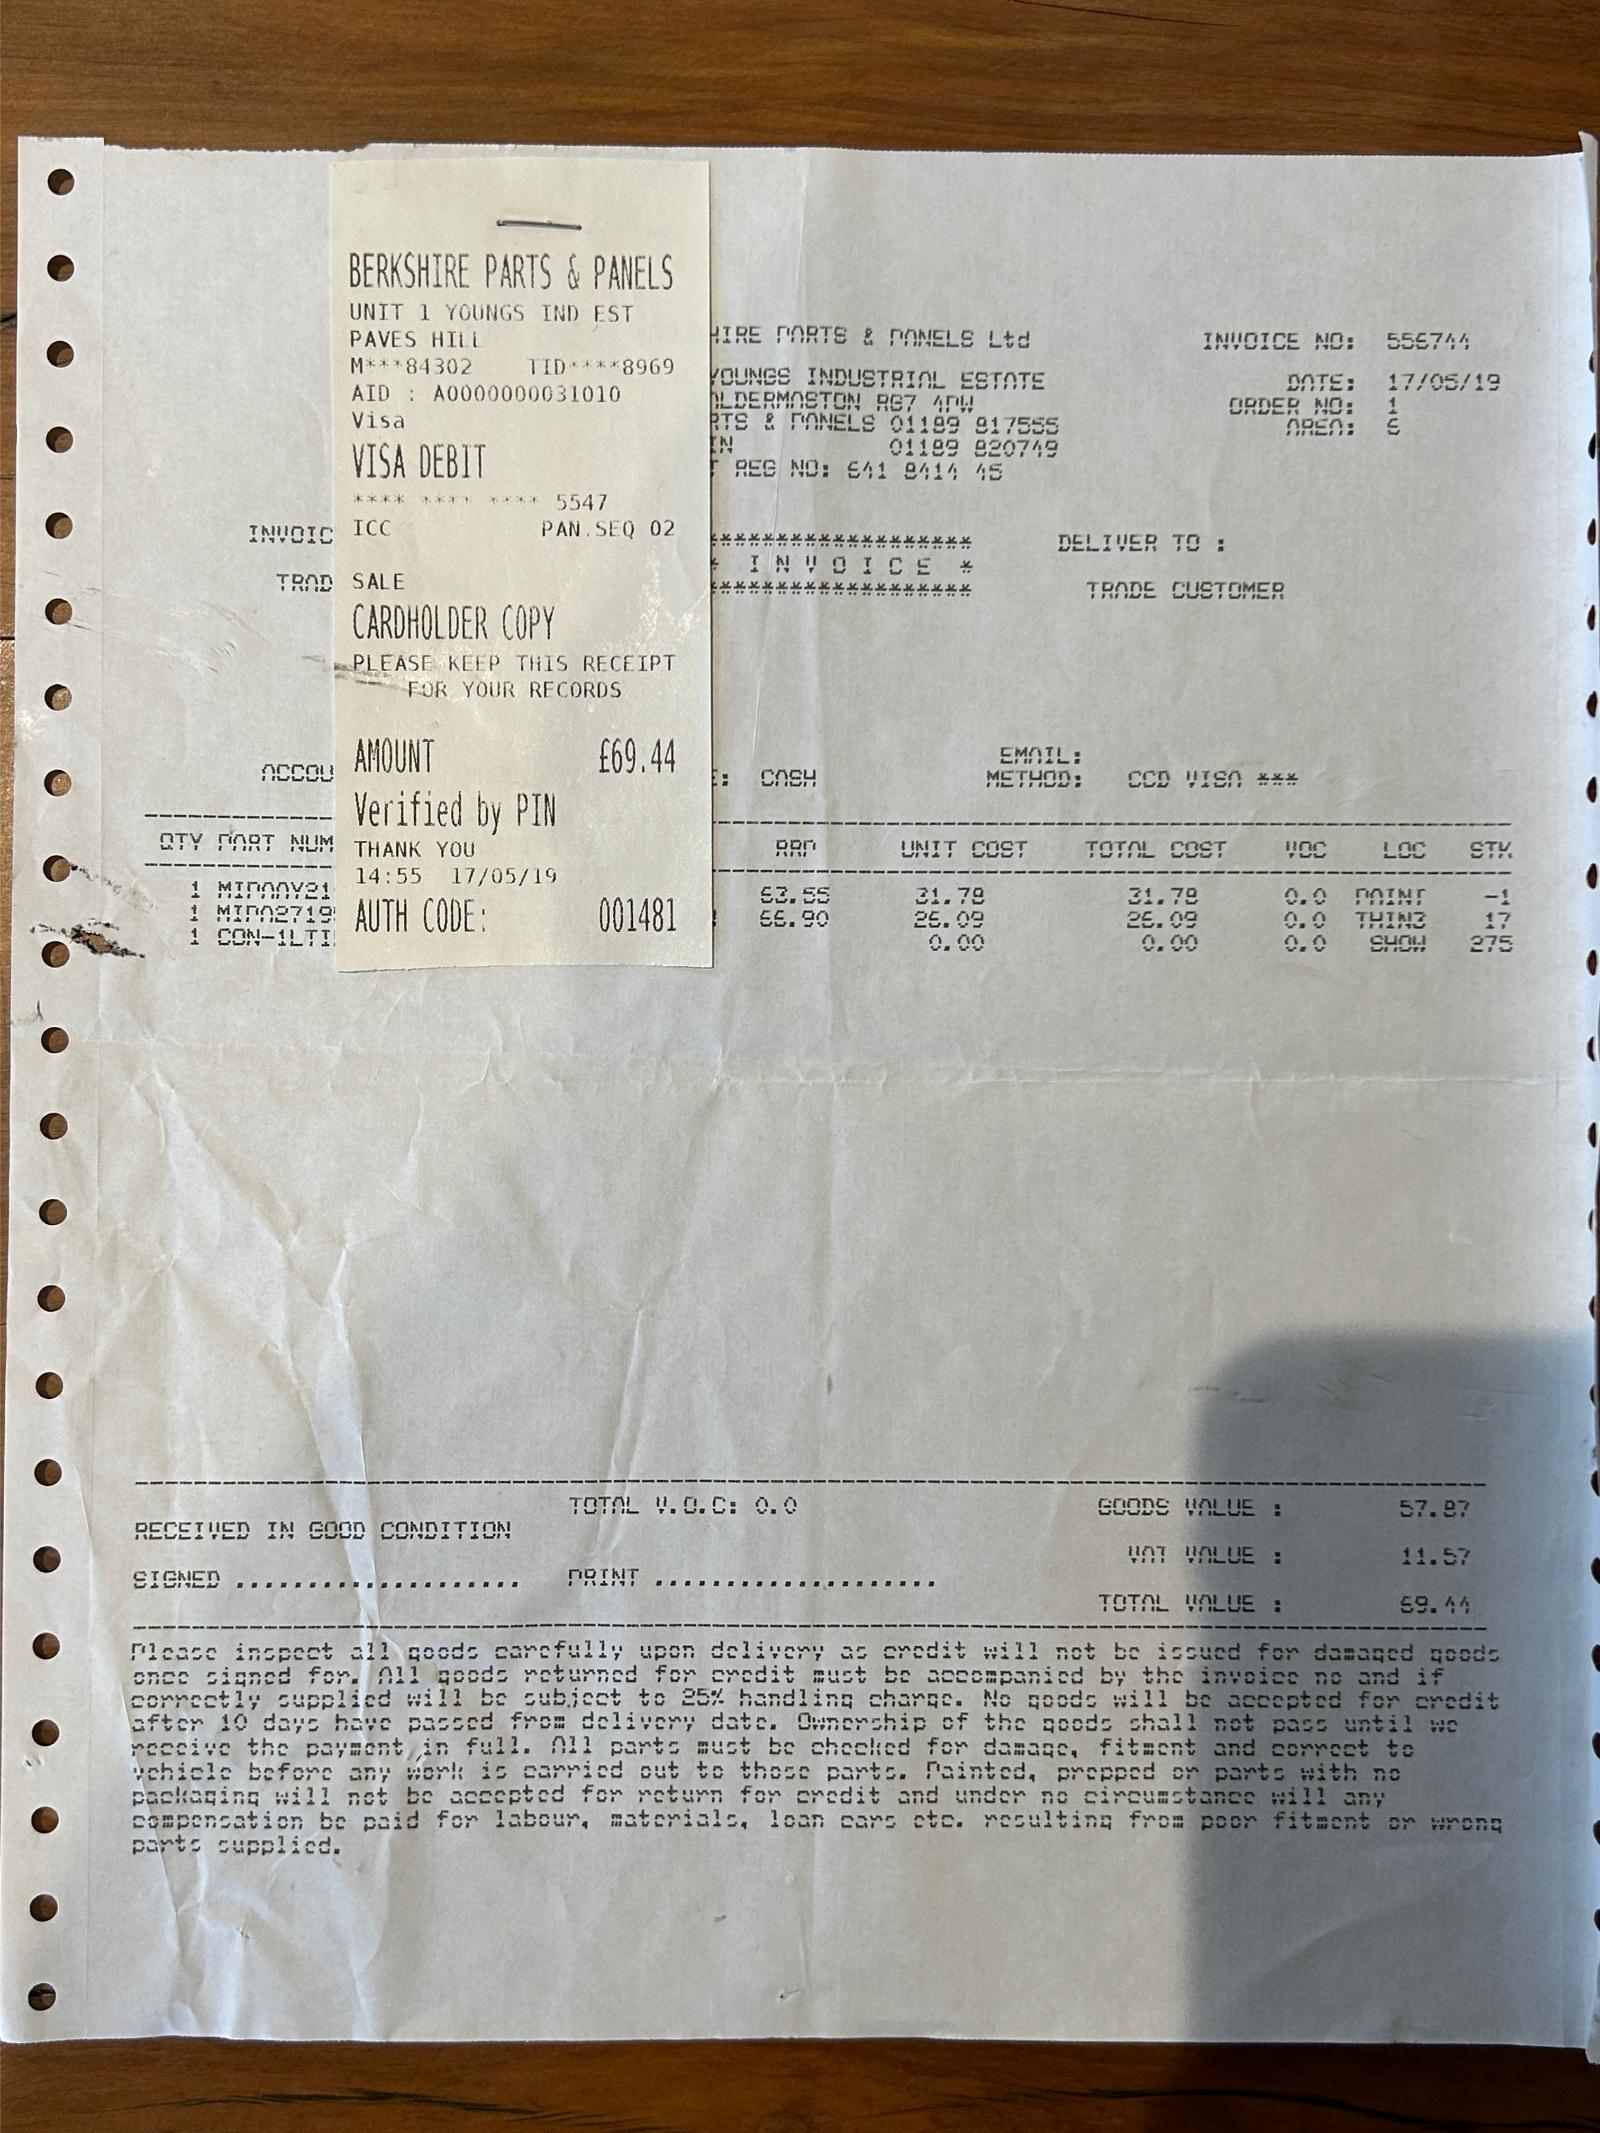 BERKSHIRE PARTS & PANELS
UNIT 1 YOUNGS IND EST
PAVES HILL
M***84302 TID****8969
AID : A0000000031010
Visa
VISA DEBIT
**** **** **** 5547
ICC PAN.SEQ 02
SALE
CARDHOLDER COPY
PLEASE KEEP THIS RECEIPT
FOR YOUR RECORDS
AMOUNT £69.44
Verified by PIN
THANK YOU
14:55 17/05/19
AUTH CODE: 001481
HIRE PARTS & PANELS Ltd
YOUNGS INDUSTRIAL ESTATE
ALDERMASTON RG7 4PW
RTS & PANELS 01189 817555
IN 01189 820749
T REG NO: 641 8414 45
INVOICE NO: 556744
DATE: 17/05/19
ORDER NO: 1
AREA: 6
INVOIC
TRAD
******************
* I N V O I C E *
******************
DELIVER TO :
TRADE CUSTOMER
ACCOU
E: CASH
EMAIL:
METHOD: CCD VISA ***
QTY PART NUM RRP UNIT COST TOTAL COST VOC LOC STK
1 MIPAAY21 63.55 31.78 31.78 0.0 PAINT -1
1 MIPA2719 66.90 26.09 26.09 0.0 THIN3 17
1 CON-1LTI 0.00 0.00 0.0 SHOW 275
TOTAL V.O.C: 0.0 GOODS VALUE : 57.87
RECEIVED IN GOOD CONDITION
VAT VALUE : 11.57
SIGNED .................... PRINT ....................
TOTAL VALUE : 69.44
Please inspect all goods carefully upon delivery as credit will not be issued for damaged goods
once signed for. All goods returned for credit must be accompanied by the invoice no and if
correctly supplied will be subject to 25% handling charge. No goods will be accepted for credit
after 10 days have passed from delivery date. Ownership of the goods shall not pass until we
receive the payment in full. All parts must be checked for damage, fitment and correct to
vehicle before any work is carried out to those parts. Painted, prepped or parts with no
packaging will not be accepted for return for credit and under no circumstance will any
compensation be paid for labour, materials, loan cars etc. resulting from poor fitment or wrong
parts supplied.